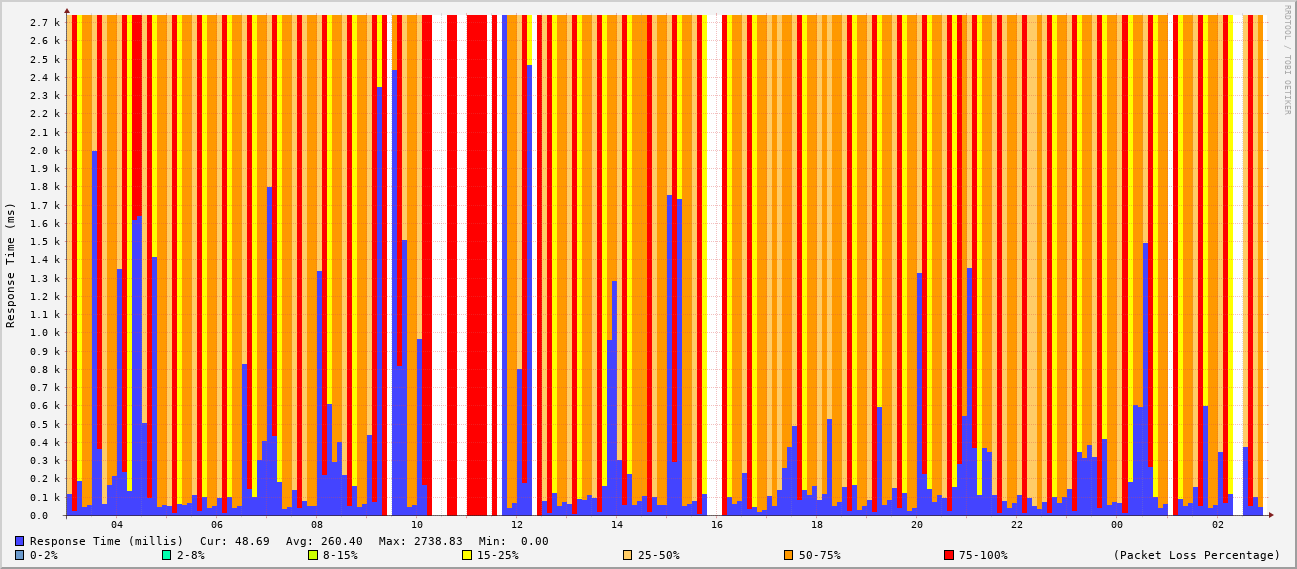 RRDTOOL / TOBI OETIKER
Response Time (ms)
2.7 k
2.6 k
2.5 k
2.4 k
2.3 k
2.2 k
2.1 k
2.0 k
1.9 k
1.8 k
1.7 k
1.6 k
1.5 k
1.4 k
1.3 k
1.2 k
1.1 k
1.0 k
0.9 k
0.8 k
0.7 k
0.6 k
0.5 k
0.4 k
0.3 k
0.2 k
0.1 k
0.0
04 06 08 10 12 14 16 18 20 22 00 02
Response Time (millis) Cur: 48.69 Avg: 260.40 Max: 2738.83 Min: 0.00
0-2% 2-8% 8-15% 15-25% 25-50% 50-75% 75-100% (Packet Loss Percentage)